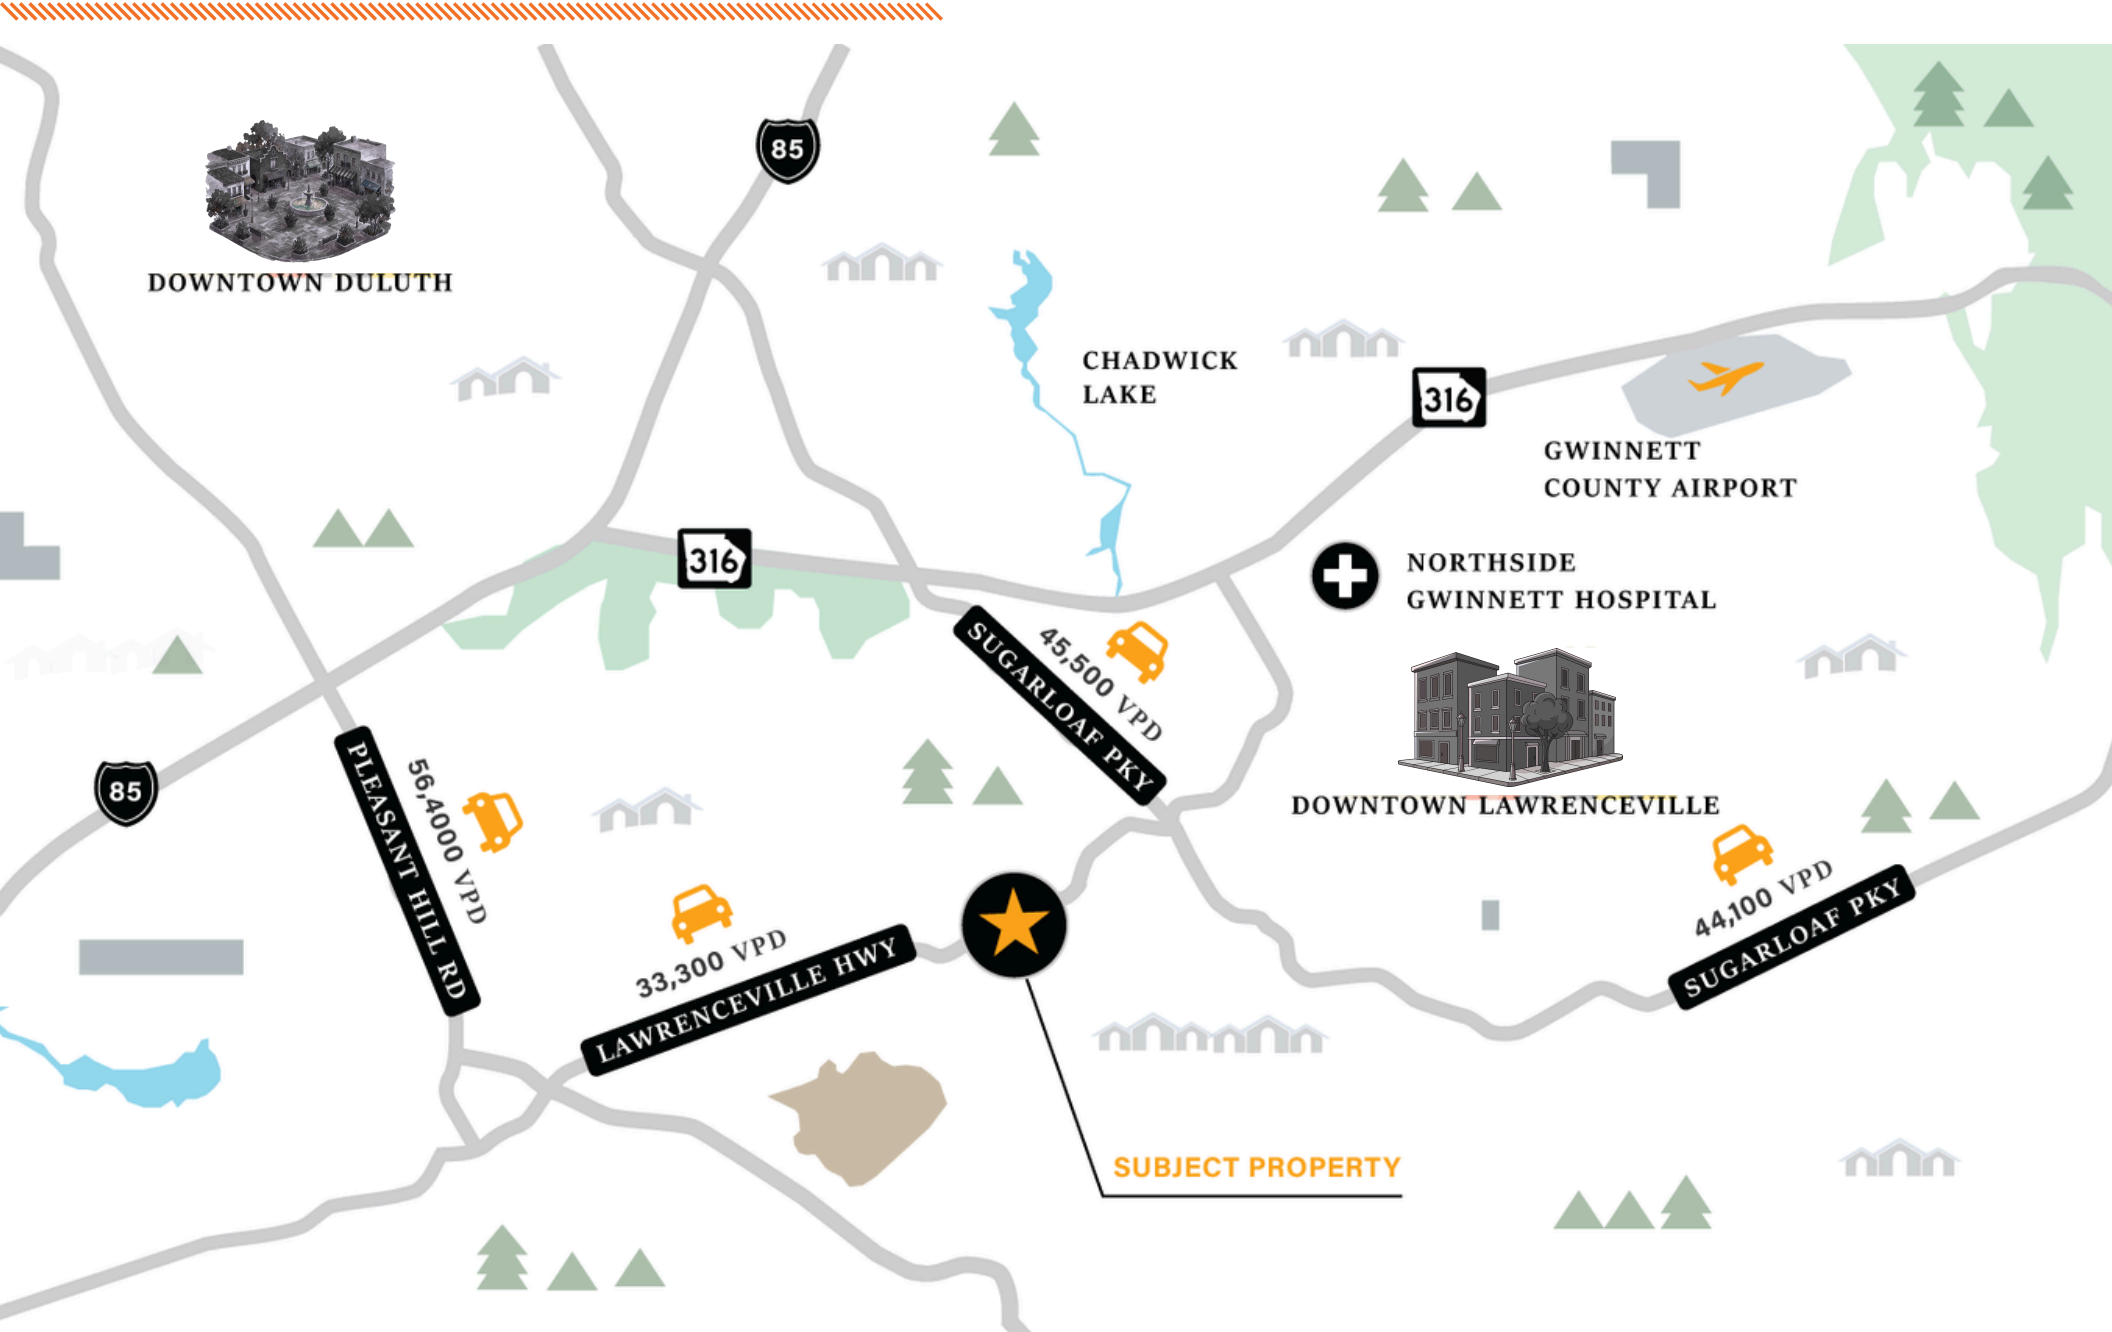 85
DOWNTOWN DULUTH
CHADWICK
LAKE
316
GWINNETT
COUNTY AIRPORT
316
NORTHSIDE
GWINNETT HOSPITAL
SUGARLOAF PKY
45,500 VPD
85
PLEASANT HILL RD
56,4000 VPD
DOWNTOWN LAWRENCEVILLE
44,100 VPD
SUGARLOAF PKY
33,300 VPD
LAWRENCEVILLE HWY
SUBJECT PROPERTY